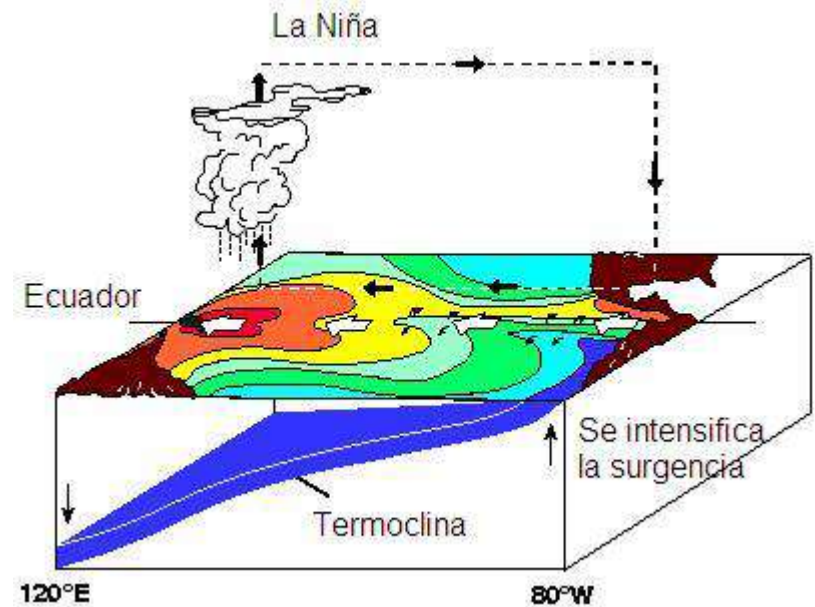 La Niña
Ecuador
Se intensifica
la surgencia
Termoclina
120°E
80°W